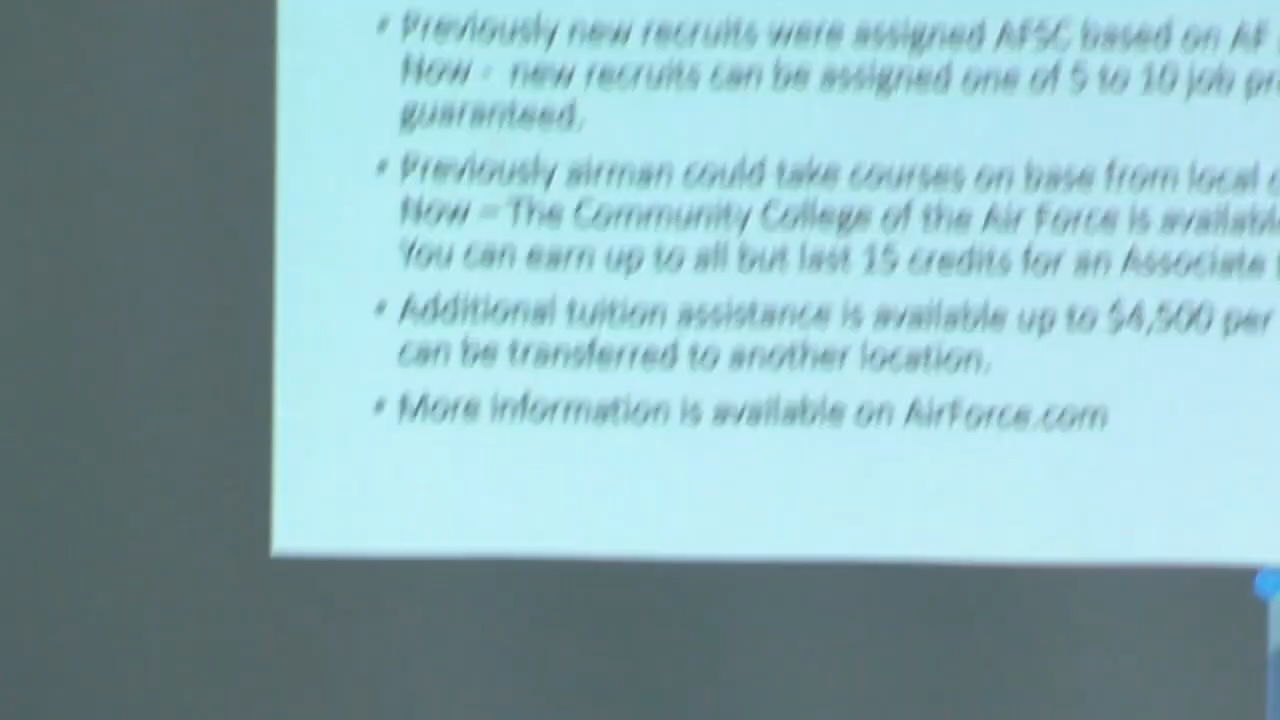 • Previously new recruits were assigned AFSC based on AF
Now - new recruits can be assigned one of 5 to 10 job
guaranteed.
• Previously airman could take courses on base from local
Now – The Community College of the Air Force is
You can earn up to all but last 15 credits for an Associate
• Additional tuition assistance is available up to $4,500 per
can be transferred to another location.
• More information is available on AirForce.com